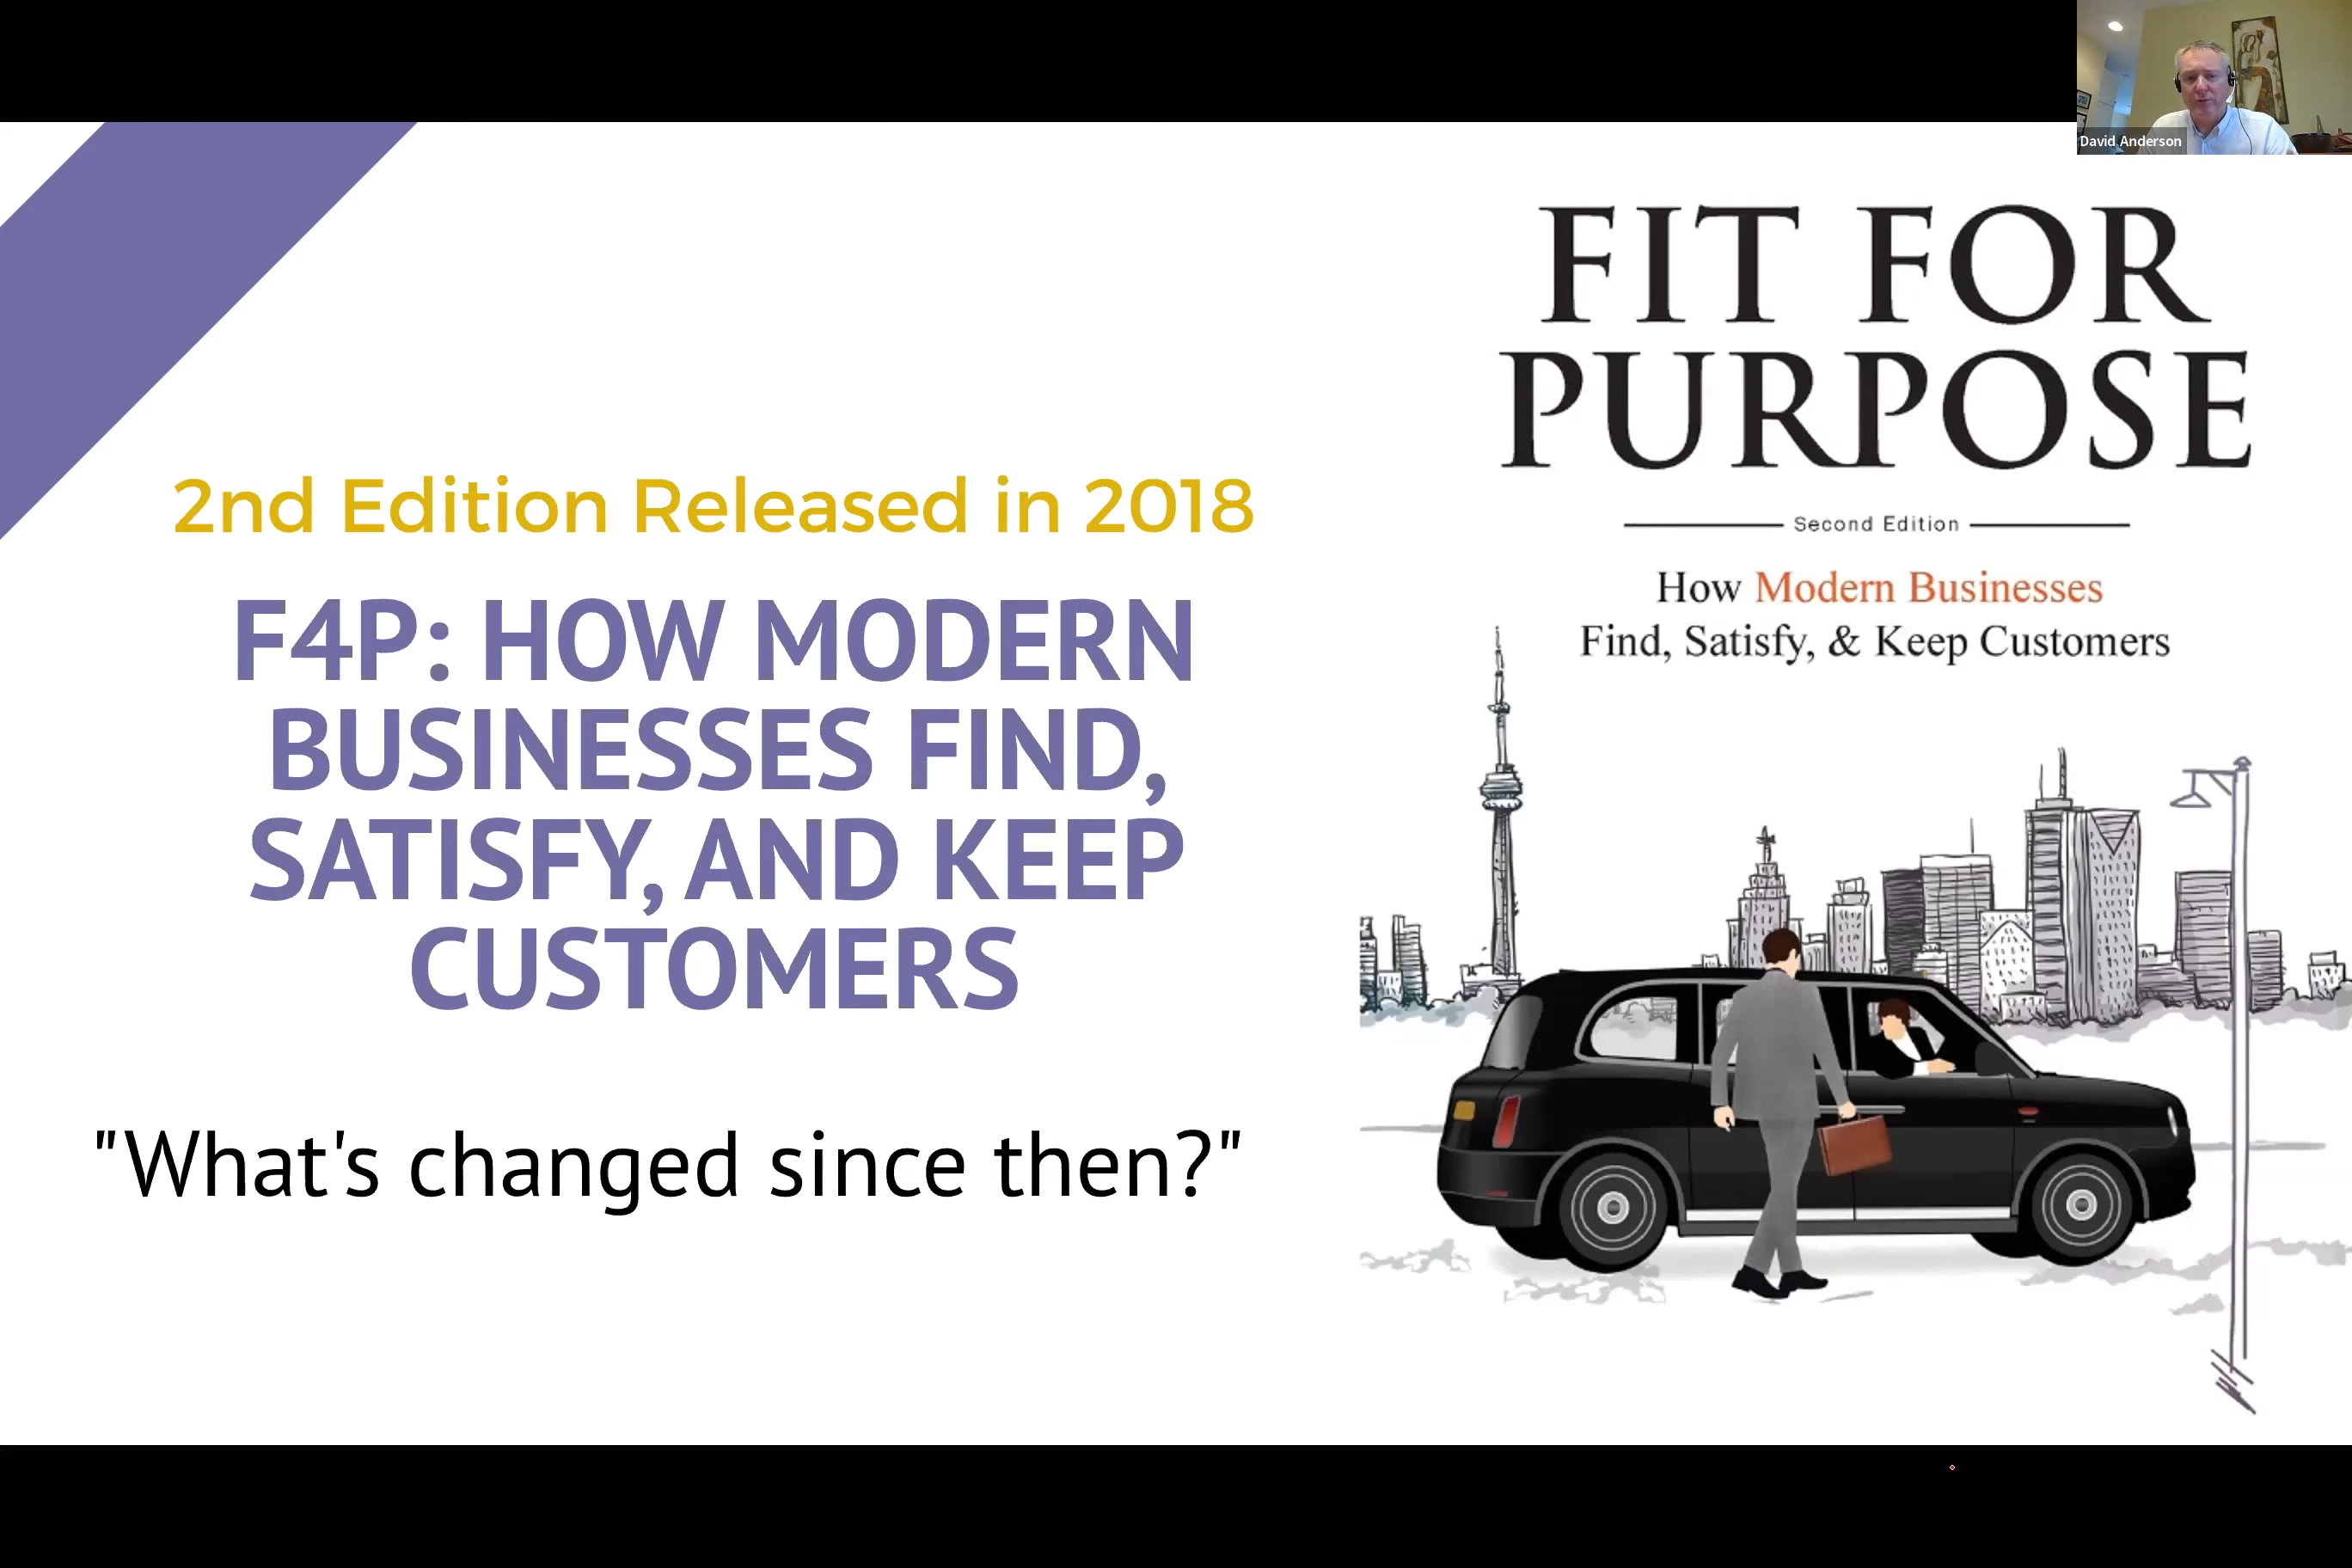 David Anderson
2nd Edition Released in 2018
F4P: HOW MODERN
BUSINESSES FIND,
SATISFY, AND KEEP
CUSTOMERS
"What's changed since then?"
FIT FOR
PURPOSE
Second Edition
How Modern Businesses
Find, Satisfy, & Keep Customers